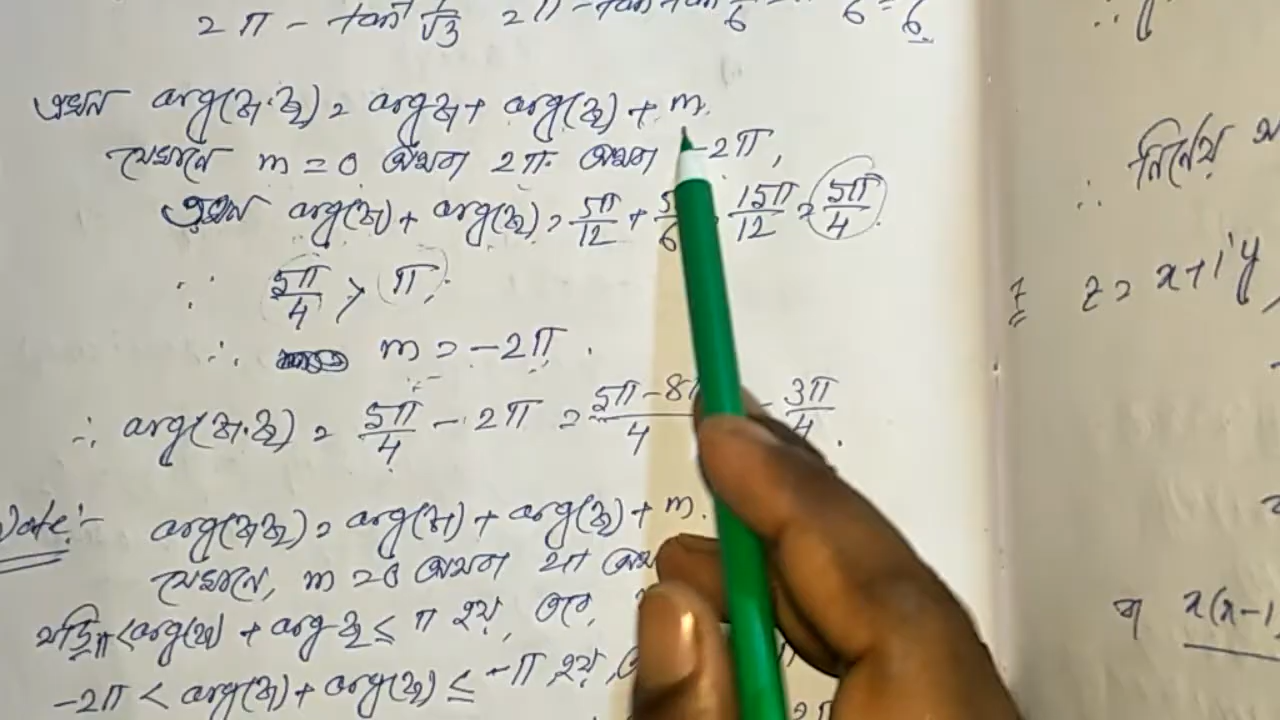 2π - tan⁻¹ 1/√3
এখন arg(z₁·z₂) = arg z₁ + arg(z₂) + m.
যেখানে m = 0 অথবা 2π অথবা -2π,
এখন arg(z₁) + arg(z₂) = 5π/12 + 5/6 15π/12 = 5π/4.
∴ 5π/4 > π.
∴ m = -2π.
∴ arg(z₁·z₂) = 5π/4 - 2π = 5π-8π/4 - 3π/4.
Note:- arg(z₁z₂) = arg(z₁) + arg(z₂) + m.
যেখানে, m = 0 অথবা 2π
যদি -π < arg(z₁) + arg z₂ ≤ π হয়, তবে,
-2π < arg(z₁) + arg(z₂) ≤ -π হয়,
নির্ণেয়
z = x + iy
বা x(x-1